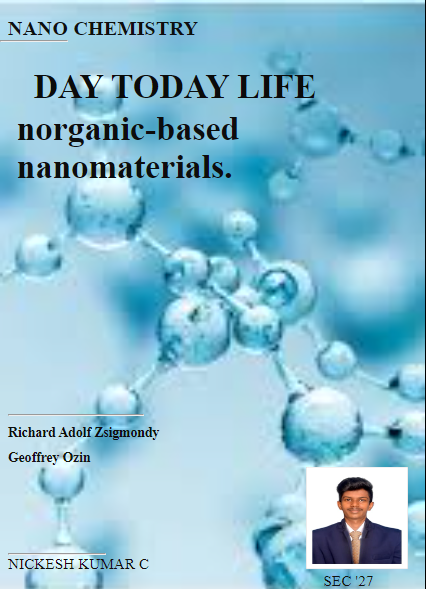 NANO CHEMISTRY
DAY TODAY LIFE
norganic-based
nanomaterials.
Richard Adolf Zsigmondy
Geoffrey Ozin
NICKESH KUMAR C
SEC '27